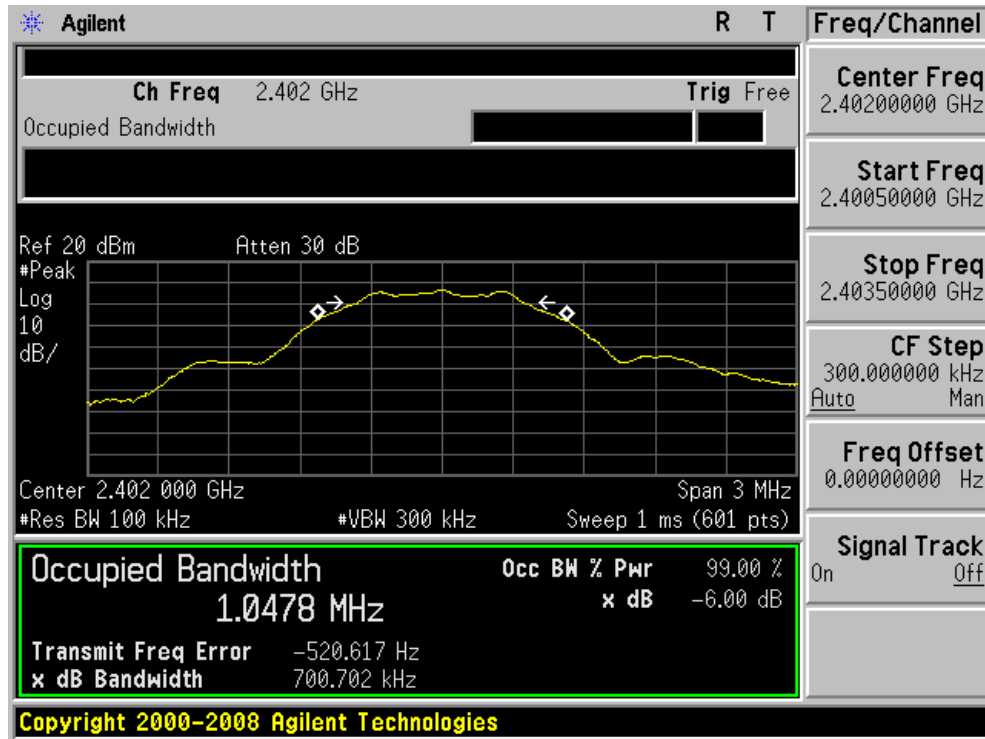 Agilent R T
Ch Freq 2.402 GHz Trig Free
Occupied Bandwidth
Ref 20 dBm Atten 30 dB
#Peak
Log
10
dB/
Center 2.402 000 GHz Span 3 MHz
#Res BW 100 kHz #VBW 300 kHz Sweep 1 ms (601 pts)
Occupied Bandwidth Occ BW % Pwr 99.00 %
1.0478 MHz x dB -6.00 dB
Transmit Freq Error -520.617 Hz
x dB Bandwidth 700.702 kHz
Copyright 2000-2008 Agilent Technologies
Freq/Channel
Center Freq
2.40200000 GHz
Start Freq
2.40050000 GHz
Stop Freq
2.40350000 GHz
CF Step
300.000000 kHz
Auto Man
Freq Offset
0.00000000 Hz
Signal Track
On Off